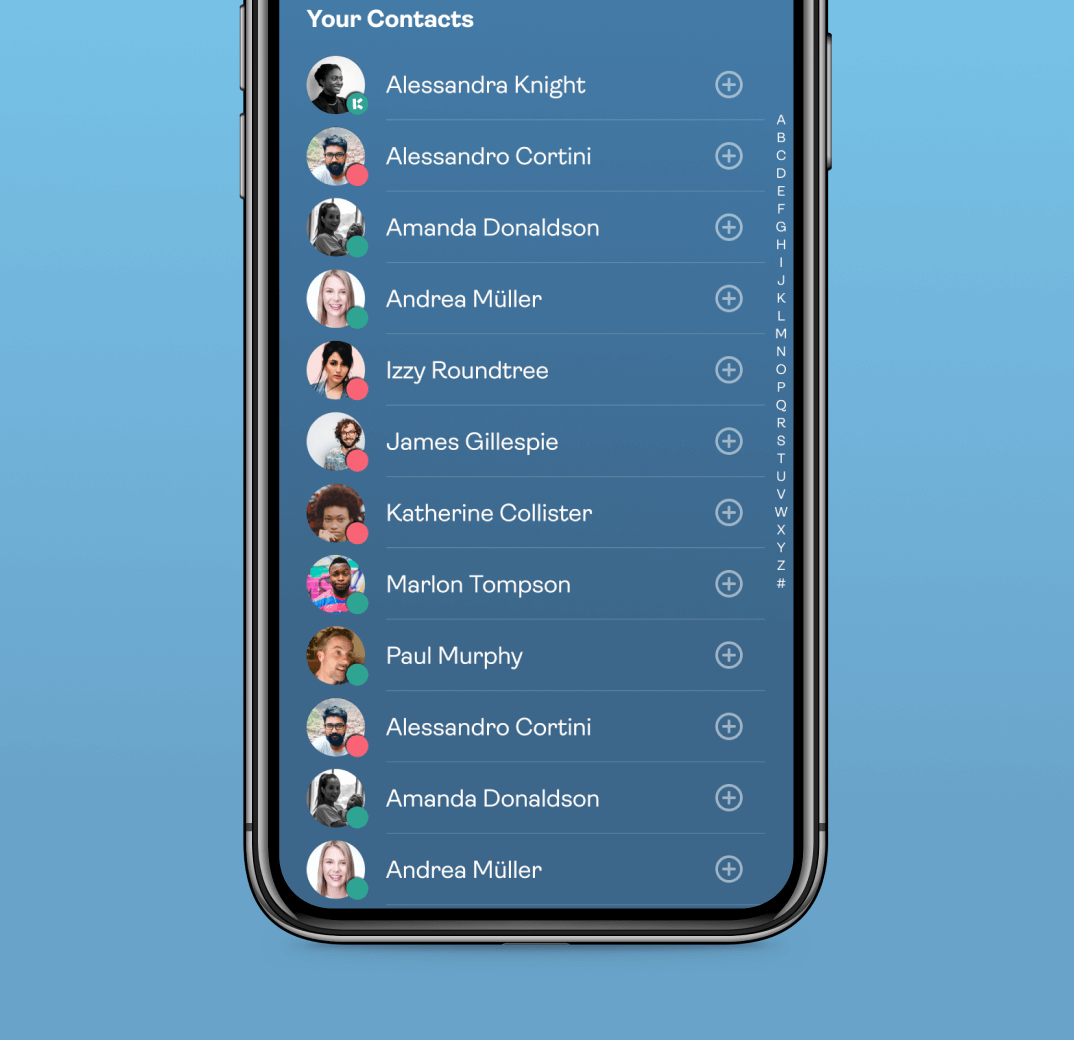 Your Contacts
Alessandra Knight
Alessandro Cortini
Amanda Donaldson
Andrea Müller
Izzy Roundtree
James Gillespie
Katherine Collister
Marlon Tompson
Paul Murphy
Alessandro Cortini
Amanda Donaldson
Andrea Müller
A
B
C
D
E
F
G
H
I
J
K
L
M
N
O
P
Q
R
S
T
U
V
W
X
Y
Z
#